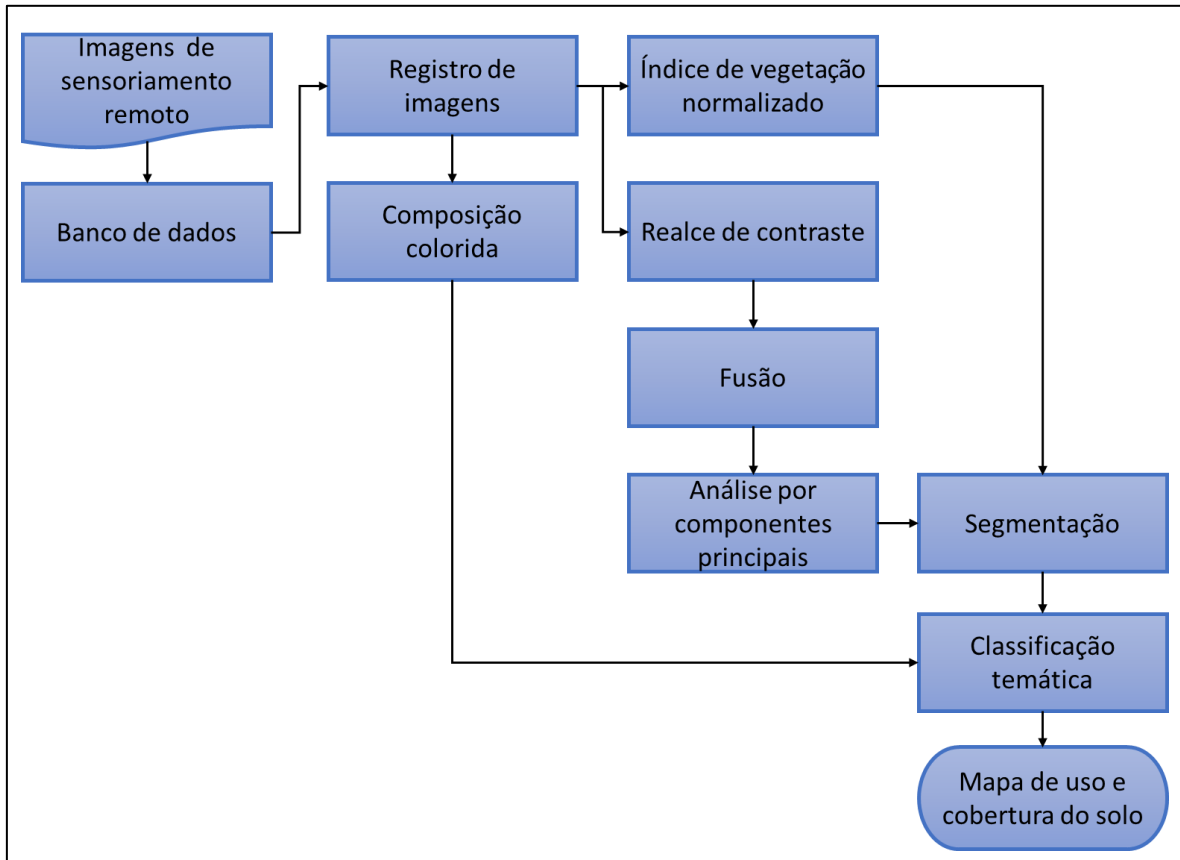 Imagens de
sensoriamento
remoto
Registro de
imagens
Índice de vegetação
normalizado
Banco de dados
Composição
colorida
Realce de contraste
Fusão
Análise por
componentes
principais
Segmentação
Classificação
temática
Mapa de uso e
cobertura do solo